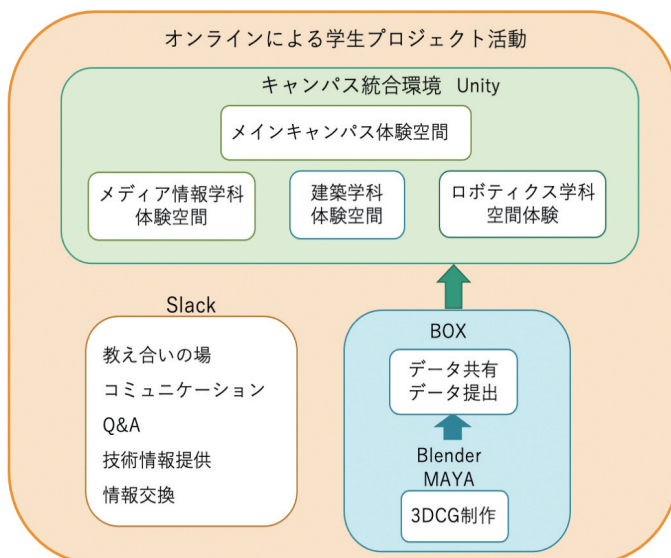 オンラインによる学生プロジェクト活動
キャンパス統合環境 Unity
メインキャンパス体験空間
メディア情報学科
体験空間
建築学科
体験空間
ロボティクス学科
空間体験
Slack
教え合いの場
コミュニケーション
Q&A
技術情報提供
情報交換
BOX
データ共有
データ提出
Blender
MAYA
3DCG制作